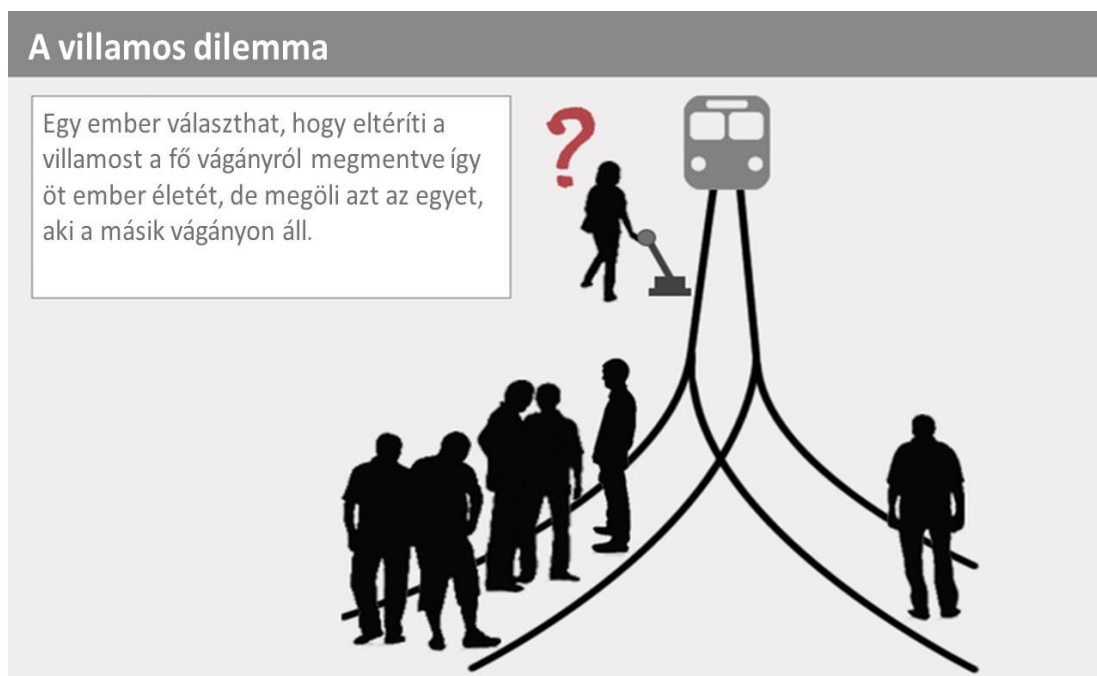 A villamos dilemma
Egy ember választhat, hogy eltéríti a
villamost a fő vágányról megmentve így
öt ember életét, de megöli azt az egyet,
aki a másik vágányon áll.
?